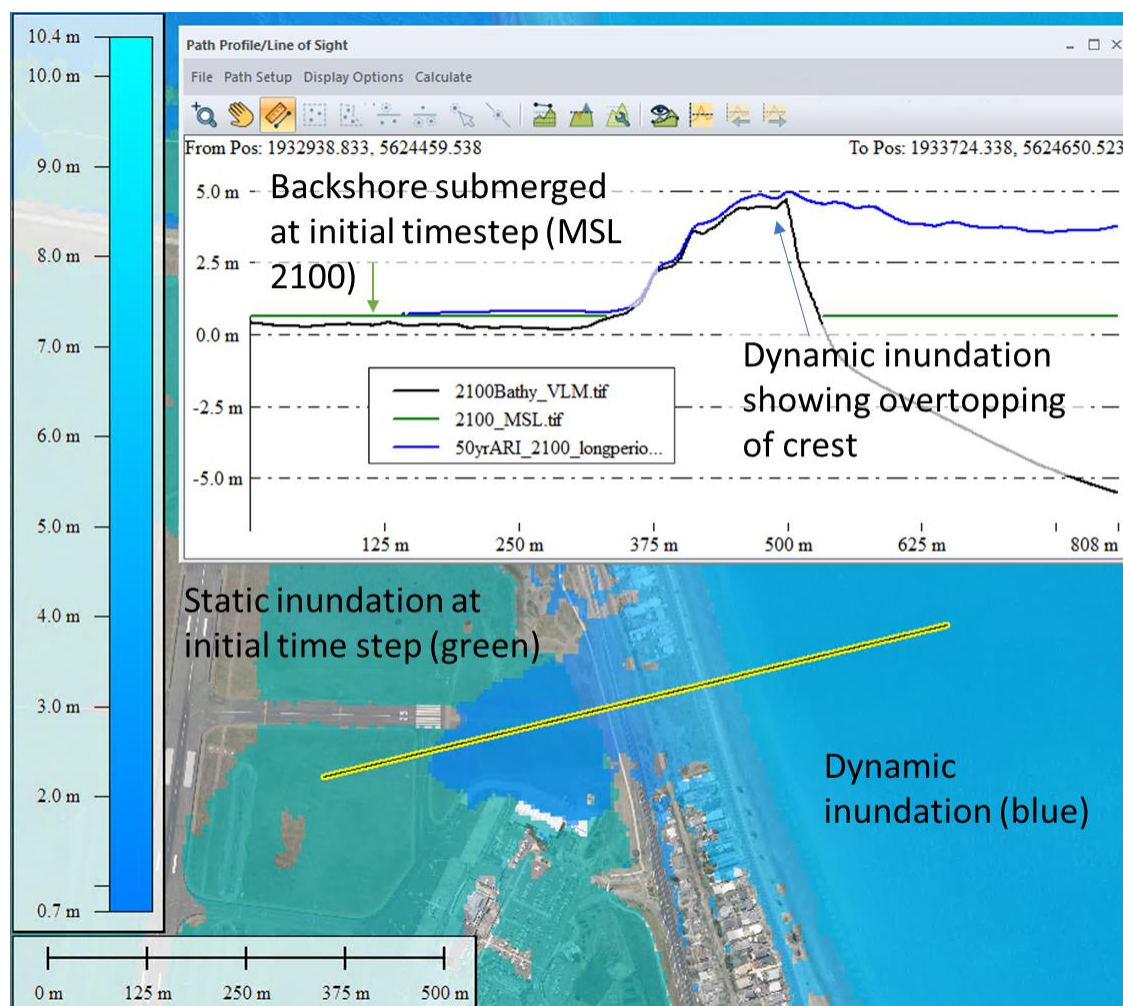 10.4 m
10.0 m
9.0 m
8.0 m
7.0 m
6.0 m
5.0 m
4.0 m
3.0 m
2.0 m
0.7 m
Path Profile/Line of Sight
File Path Setup Display Options Calculate
From Pos: 1932938.833, 5624459.538
To Pos: 1933724.338, 5624650.523
5.0 m
2.5 m
0.0 m
-2.5 m
-5.0 m
Backshore submerged
at initial timestep (MSL
2100)
Dynamic inundation
showing overtopping
of crest
2100Bathy_VLM.tif
2100_MSL.tif
50yrARI_2100_longperio...
125 m
250 m
375 m
500 m
625 m
808 m
Static inundation at
initial time step (green)
Dynamic
inundation (blue)
0 m
125 m
250 m
375 m
500 m